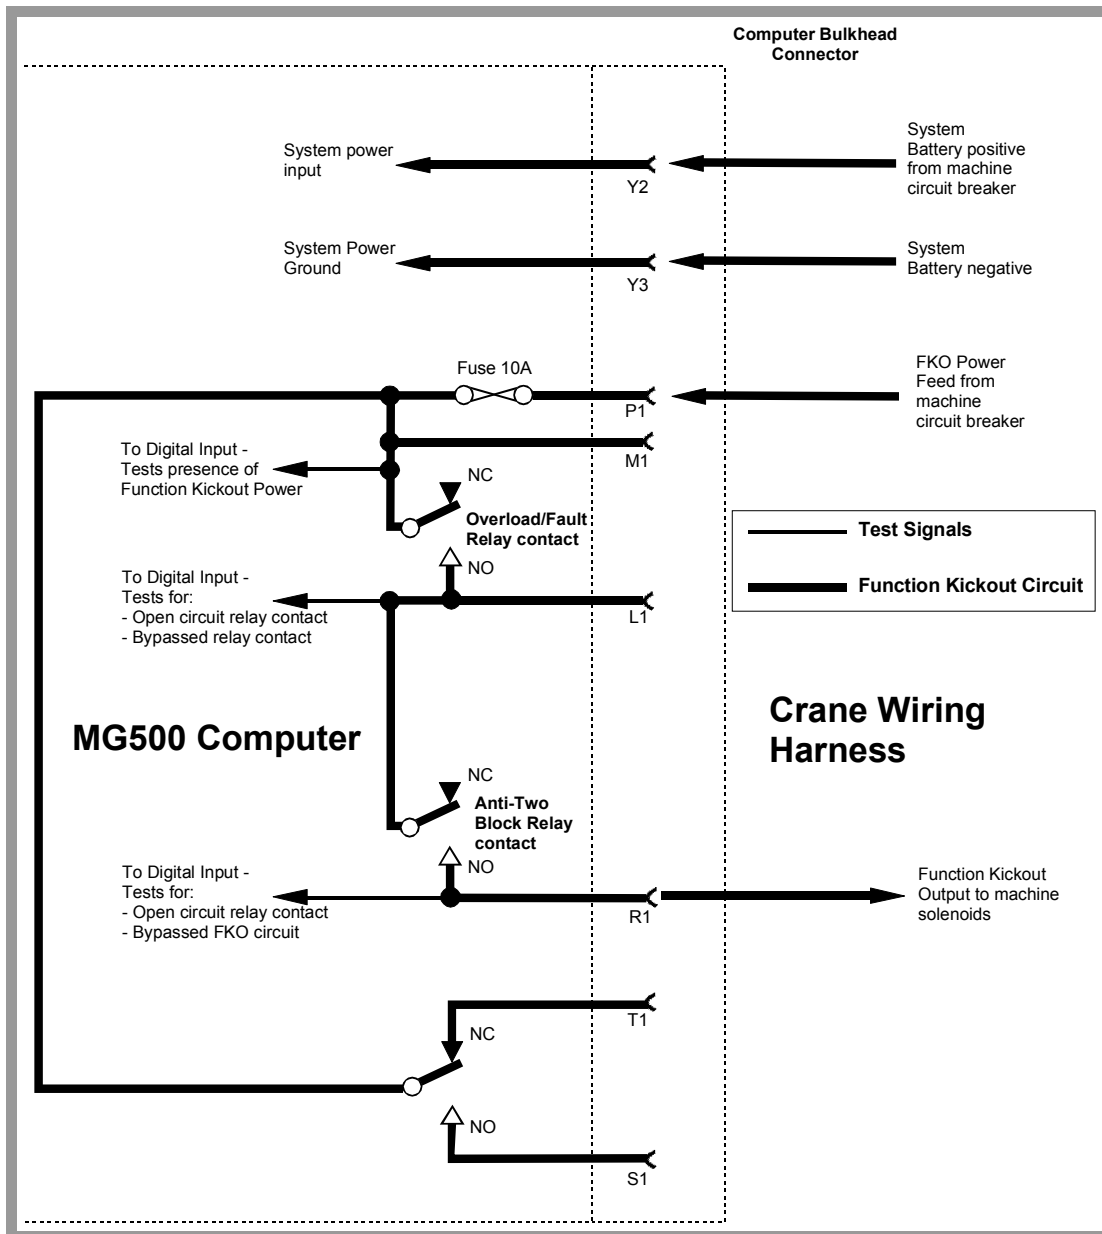 Computer Bulkhead
Connector
System power
input
Y2
System
Battery positive
from machine
circuit breaker
System Power
Ground
Y3
System
Battery negative
Fuse 10A
P1
FKO Power
Feed from
machine
circuit breaker
M1
To Digital Input -
Tests presence of
Function Kickout Power
NC
Overload/Fault
Relay contact
NO
Test Signals
Function Kickout Circuit
To Digital Input -
Tests for:
- Open circuit relay contact
- Bypassed relay contact
L1
MG500 Computer
Crane Wiring
Harness
NC
Anti-Two
Block Relay
contact
NO
To Digital Input -
Tests for:
- Open circuit relay contact
- Bypassed FKO circuit
R1
Function Kickout
Output to machine
solenoids
T1
NC
NO
S1